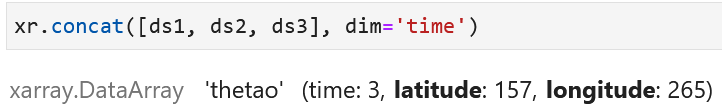 xr.concat([ds1, ds2, ds3], dim='time')
xarray.DataArray 'thetao' (time: 3, latitude: 157, longitude: 265)